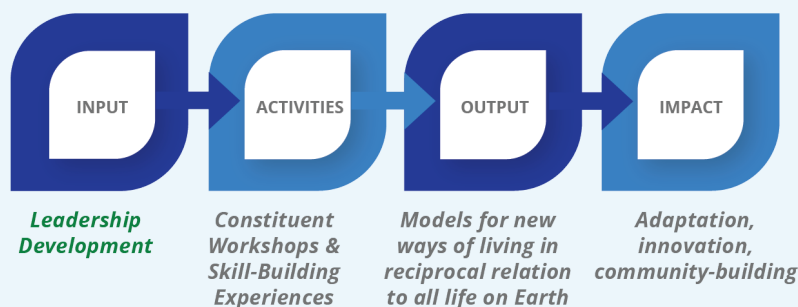 INPUT
ACTIVITIES
OUTPUT
IMPACT
Leadership
Development
Constituent
Workshops &
Skill-Building
Experiences
Models for new
ways of living in
reciprocal relation
to all life on Earth
Adaptation,
innovation,
community-building